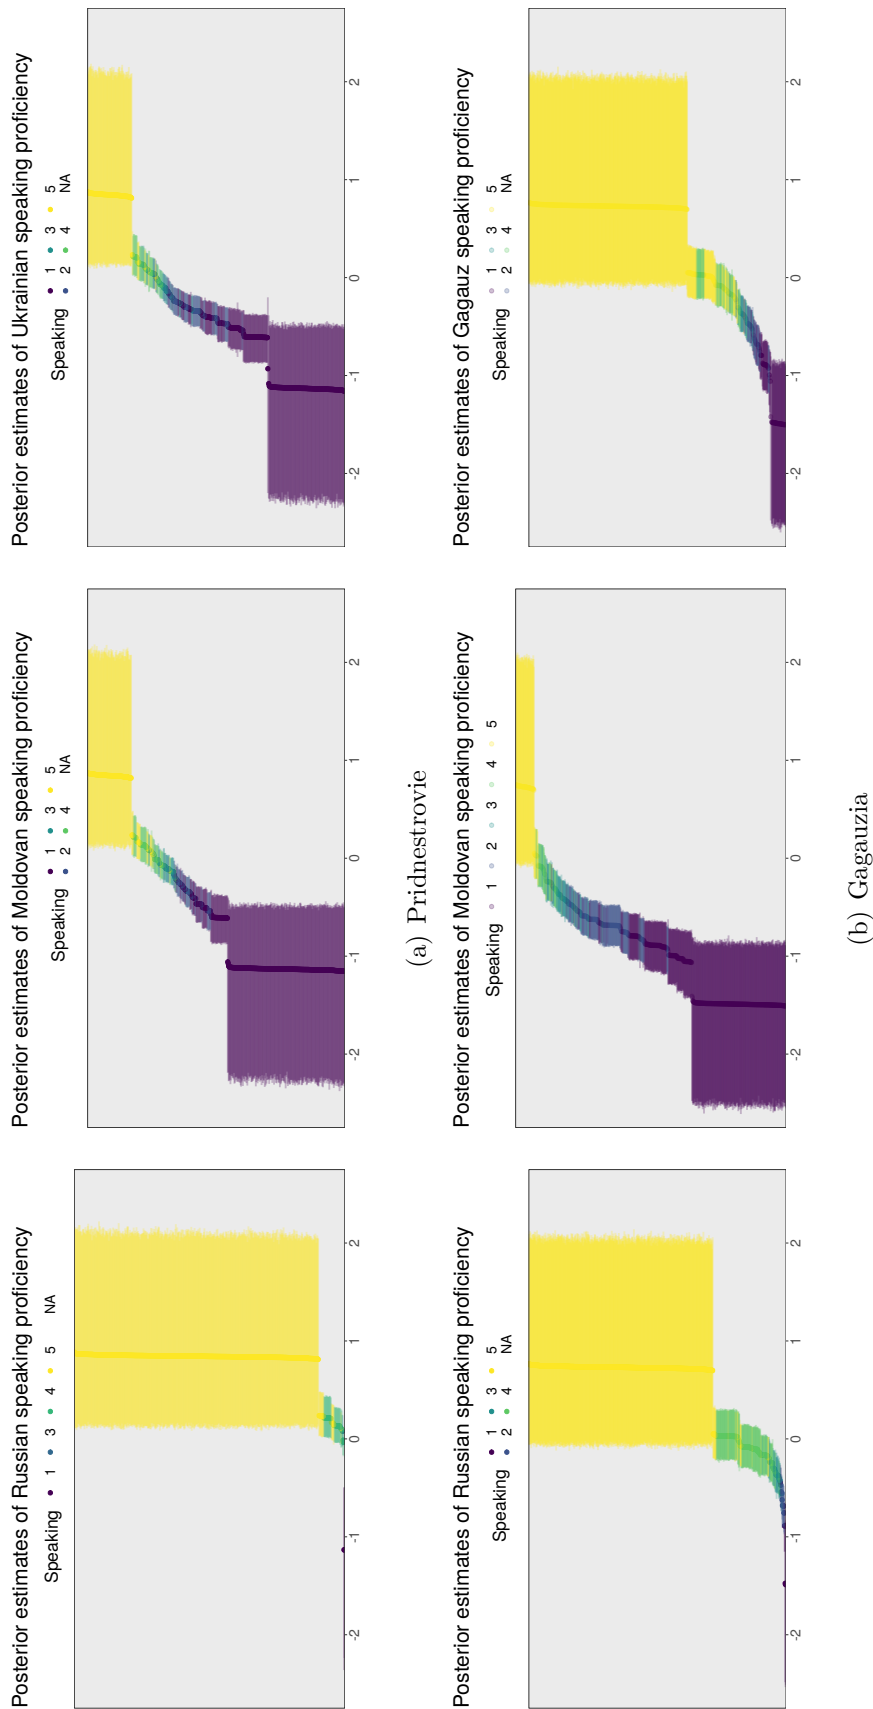 Posterior estimates of Russian speaking proficiency
Speaking 1 3 4 5 NA
-2 -1 0 1 2
Posterior estimates of Moldovan speaking proficiency
Speaking 1 3 5
2 4 NA
-2 -1 0 1 2
Posterior estimates of Ukrainian speaking proficiency
Speaking 1 3 5
2 4 NA
-2 -1 0 1 2
(a) Pridnestrovie
Posterior estimates of Russian speaking proficiency
Speaking 1 3 5
2 4 NA
-2 -1 0 1 2
Posterior estimates of Moldovan speaking proficiency
Speaking 1 2 3 4 5
-2 -1 0 1 2
Posterior estimates of Gagauz speaking proficiency
Speaking 1 3 5
2 4 NA
-2 -1 0 1 2
(b) Gagauzia